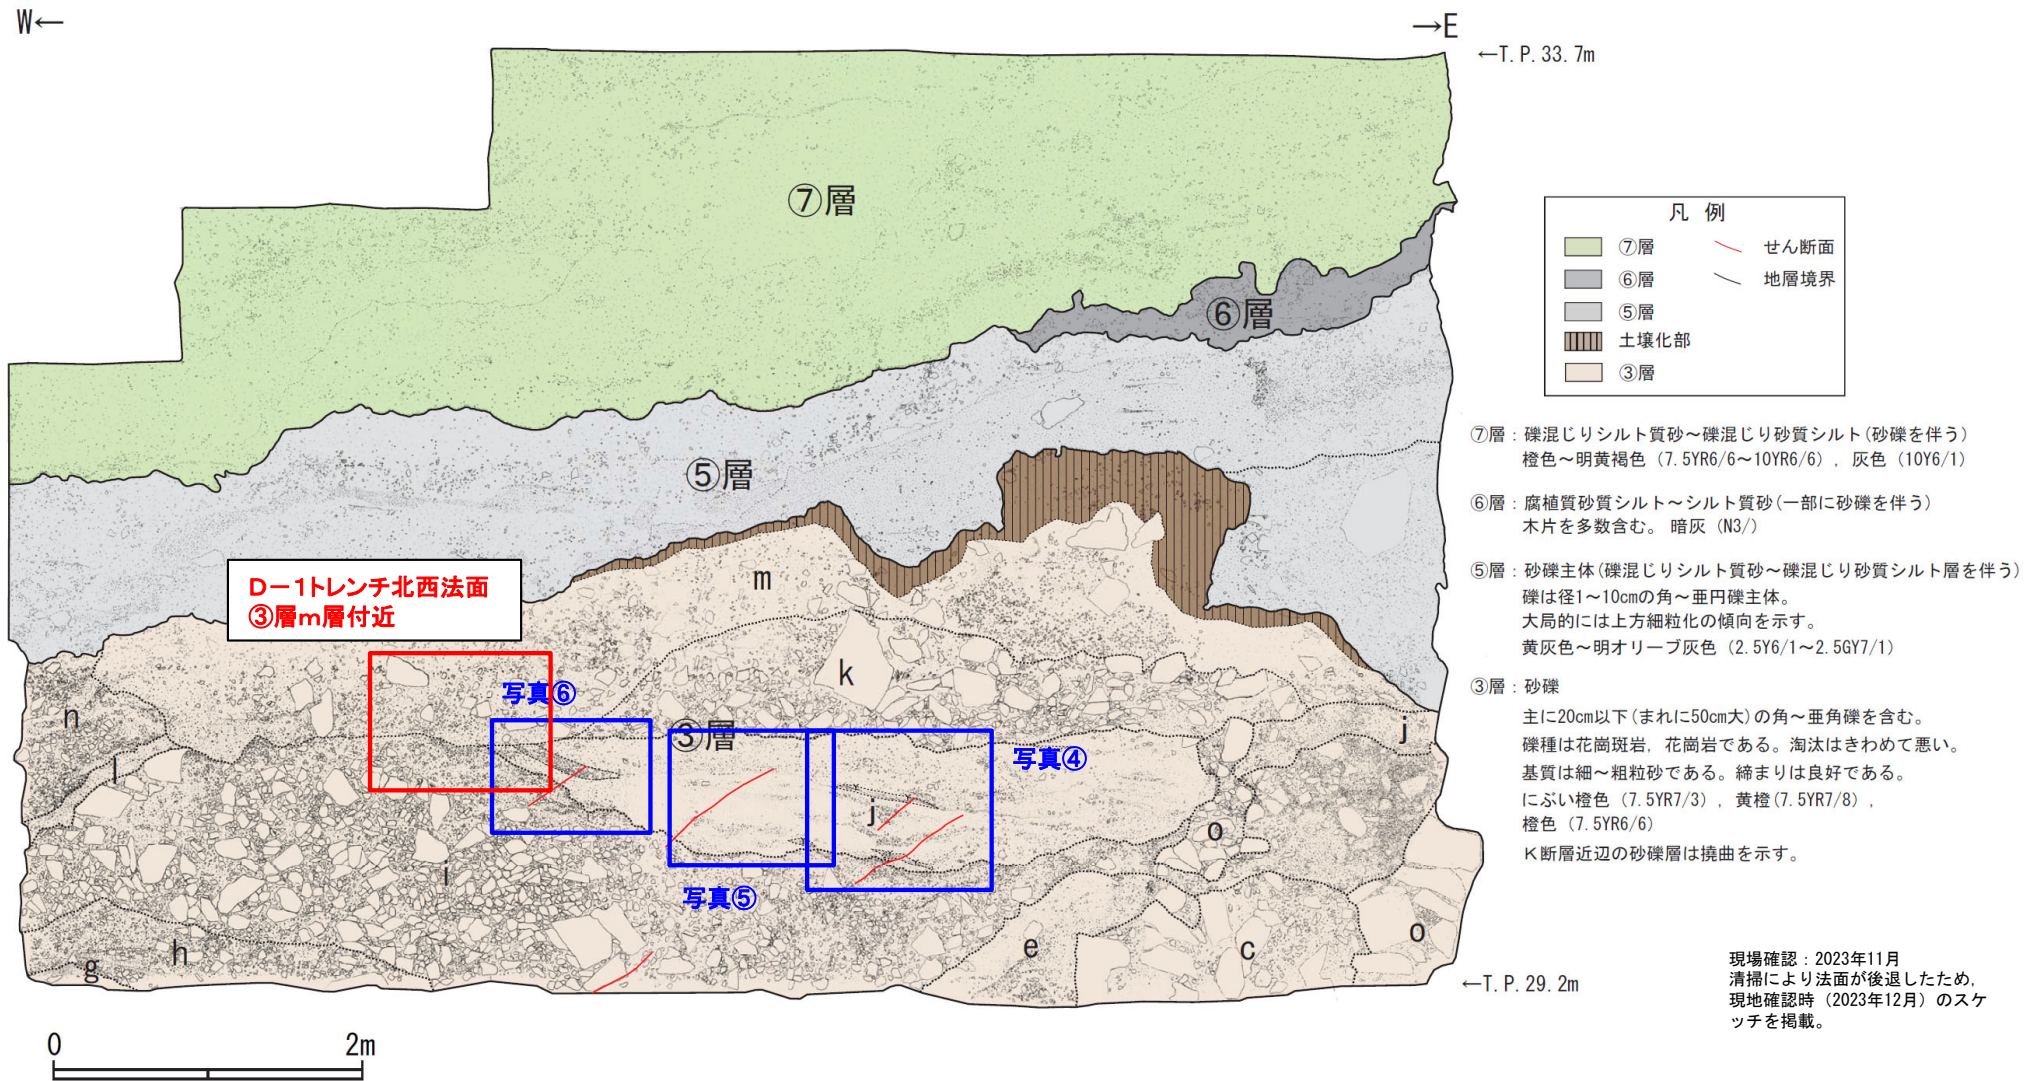 W←
→E
←T.P.33.7m
⑦層
⑥層
⑤層
D－1トレンチ北西法面
③層m層付近
m
k
n
写真⑥
③層
写真④
j
l
j
o
i
写真⑤
h
g
e
c
o
←T.P.29.2m
0
2m
凡 例
⑦層
せん断面
⑥層
地層境界
⑤層
土壌化部
③層
⑦層：礫混じりシルト質砂～礫混じり砂質シルト(砂礫を伴う)
橙色～明黄褐色（7.5YR6/6～10YR6/6），灰色（10Y6/1）
⑥層：腐植質砂質シルト～シルト質砂(一部に砂礫を伴う)
木片を多数含む。暗灰（N3/）
⑤層：砂礫主体(礫混じりシルト質砂～礫混じり砂質シルト層を伴う)
礫は径1～10cmの角～亜円礫主体。
大局的には上方細粒化の傾向を示す。
黄灰色～明オリーブ灰色（2.5Y6/1～2.5GY7/1）
③層：砂礫
主に20cm以下(まれに50cm大)の角～亜角礫を含む。
礫種は花崗斑岩，花崗岩である。淘汰はきわめて悪い。
基質は細～粗粒砂である。締まりは良好である。
にぶい橙色（7.5YR7/3），黄橙（7.5YR7/8），
橙色（7.5YR6/6）
K断層近辺の砂礫層は撓曲を示す。
現場確認：2023年11月
清掃により法面が後退したため，
現地確認時（2023年12月）のスケ
ッチを掲載。